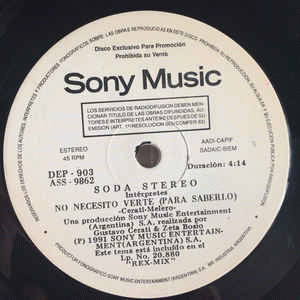 Disco Exclusivo Para Promoción
Prohibida su Venta
Sony Music
LOS SERVICIOS DE RADIODIFUSION DEBEN MEN-
CIONAR TITULO DE LAS OBRAS DIFUNDIDAS, AU-
TORES E INTERPRETES ANTES Y DESPUES DE SU
EMISION (ART. 1º RESOLUCION
ESTEREO
45 RPM
AADI-CAPIF
SADAIC-BIEM
Duración: 4:14
DEP - 903
ASS - 9862
SODA STEREO
Intérpretes
NO NECESITO VERTE (PARA SABERLO)
-Cerati-Melero-
Una producción Sony Music Entertainment
(Argentina) S.A. realizada por
Gustavo Cerati & Zeta Bosio
(P) 1991 SONY MUSIC ENTERTAIN-
MENT(ARGENTINA) S.A.
Este tema está incluído en el
Lp. No. 20.880
"REX-MIX"